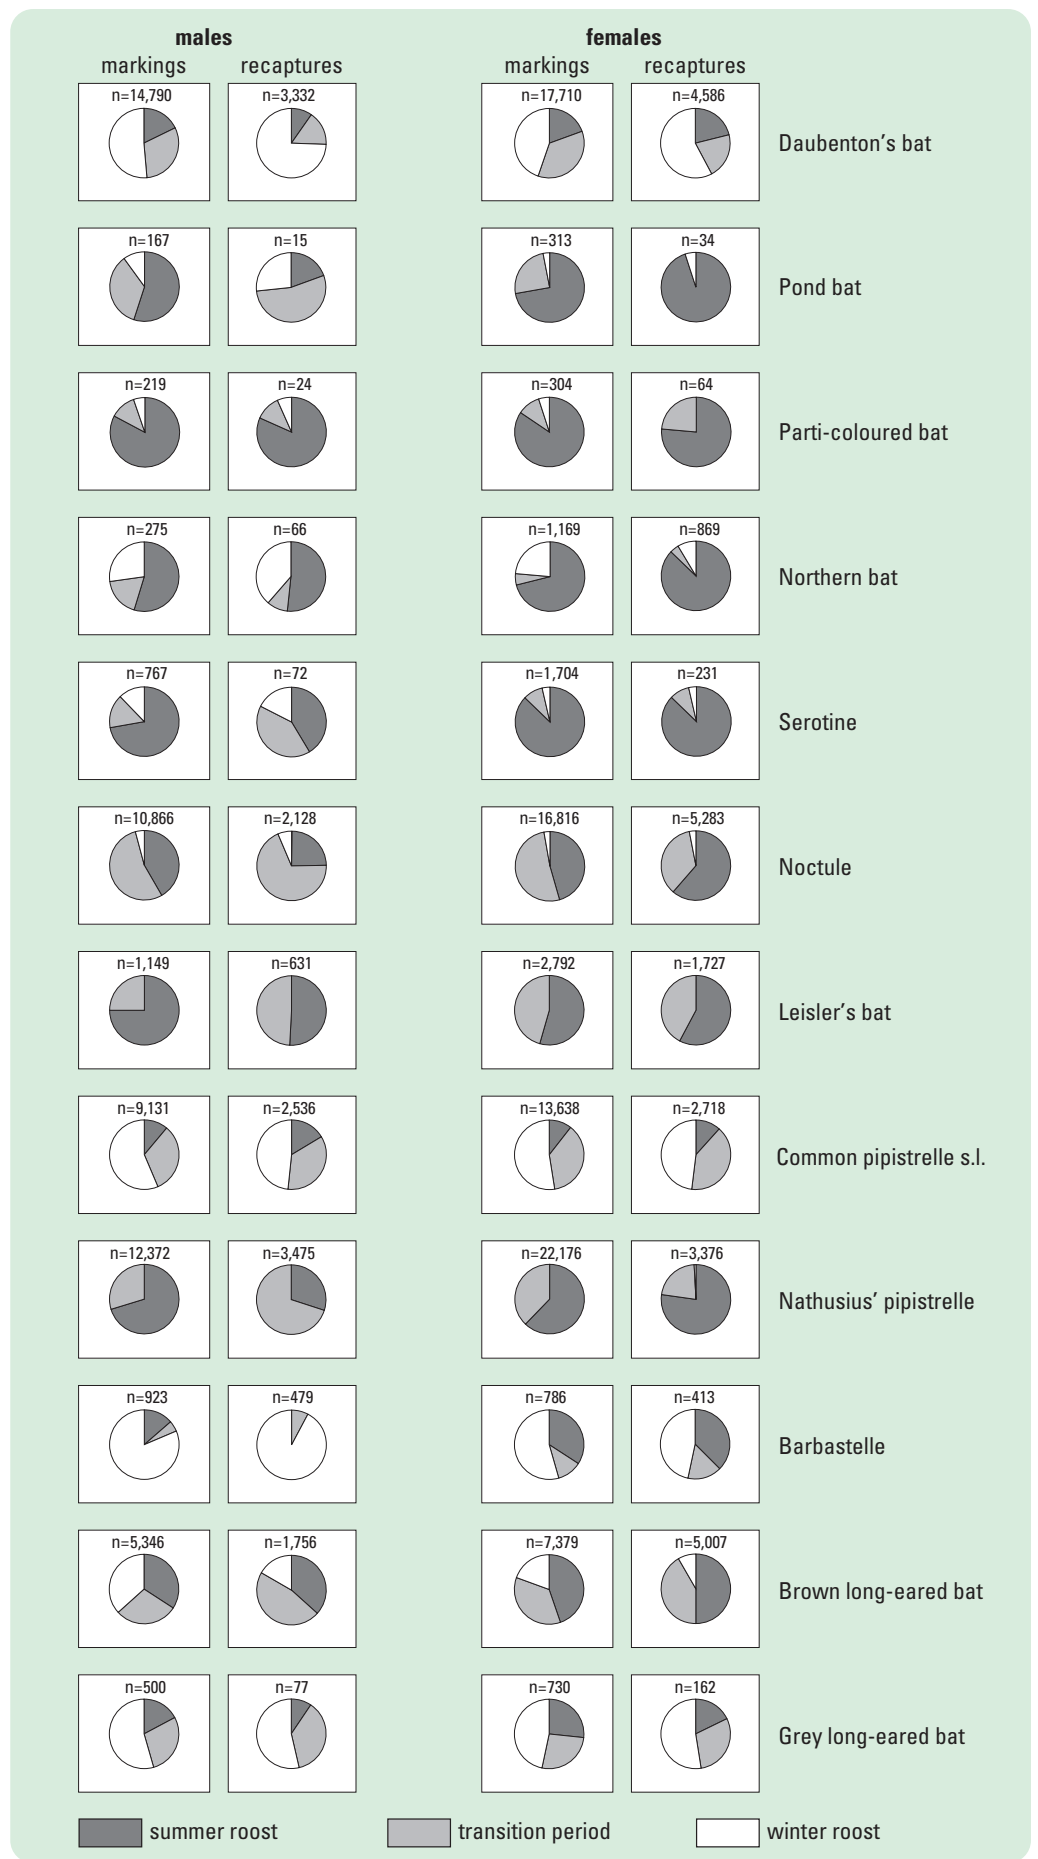 males females
markings recaptures markings recaptures
n=14,790 n=3,332 n=17,710 n=4,586
Daubenton's bat
n=167 n=15 n=313 n=34
Pond bat
n=219 n=24 n=304 n=64
Parti-coloured bat
n=275 n=66 n=1,169 n=869
Northern bat
n=767 n=72 n=1,704 n=231
Serotine
n=10,866 n=2,128 n=16,816 n=5,283
Noctule
n=1,149 n=631 n=2,792 n=1,727
Leisler's bat
n=9,131 n=2,536 n=13,638 n=2,718
Common pipistrelle s.l.
n=12,372 n=3,475 n=22,176 n=3,376
Nathusius' pipistrelle
n=923 n=479 n=786 n=413
Barbastelle
n=5,346 n=1,756 n=7,379 n=5,007
Brown long-eared bat
n=500 n=77 n=730 n=162
Grey long-eared bat
summer roost transition period winter roost